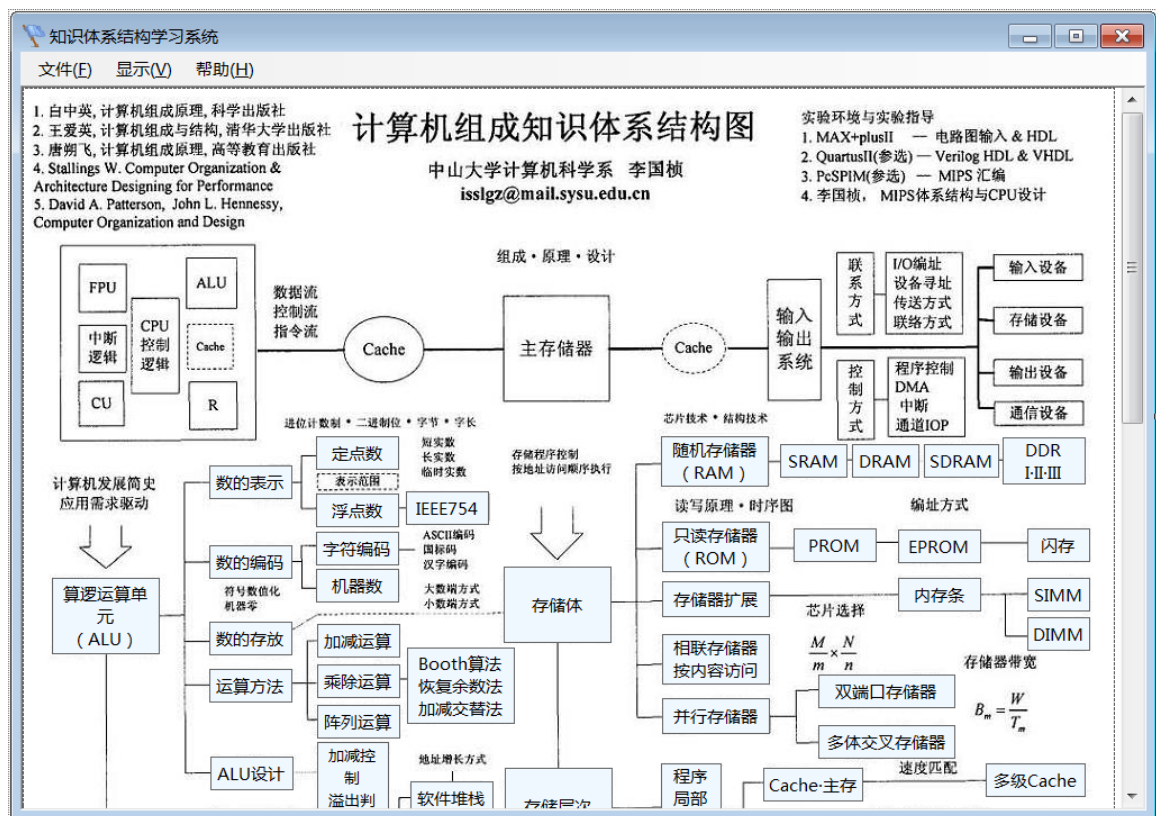 知识体系结构学习系统
文件(F) 显示(V) 帮助(H)
1. 白中英, 计算机组成原理, 科学出版社
2. 王爱英, 计算机组成与结构, 清华大学出版社
3. 唐朔飞, 计算机组成原理, 高等教育出版社
4. Stallings W. Computer Organization &
Architecture Designing for Performance
5. David A. Patterson, John L. Hennessy,
Computer Organization and Design
计算机组成知识体系结构图
中山大学计算机科学系 李国桢
isslgz@mail.sysu.edu.cn
实验环境与实验指导
1. MAX+plusII — 电路图输入 & HDL
2. QuartusII(参选) — Verilog HDL & VHDL
3. PcSPIM(参选) — MIPS 汇编
4. 李国桢, MIPS体系结构与CPU设计
组成・原理・设计
FPU
ALU
中断
逻辑
CPU
控制
逻辑
Cache
CU
R
数据流
控制流
指令流
Cache
主存储器
Cache
输入
输出
系统
联
系
方
式
I/O编址
设备寻址
传送方式
联络方式
控
制
方
式
程序控制
DMA
中断
通道IOP
输入设备
存储设备
输出设备
通信设备
进位计数制・二进制位・字节・字长
芯片技术・结构技术
计算机发展简史
应用需求驱动
算逻运算单
元
(ALU)
数的表示
定点数
短实数
长实数
临时实数
表示范围
浮点数
IEEE754
数的编码
字符编码
ASCII编码
国标码
汉字编码
机器数
符号数值化
机器零
大数端方式
小数端方式
数的存放
运算方法
加减运算
乘除运算
阵列运算
Booth算法
恢复余数法
加减交替法
ALU设计
加减控
制
溢出判
地址增长方式
软件堆栈
存储程序控制
按地址访问顺序执行
存储体
存储层次
随机存储器
(RAM)
SRAM
DRAM
SDRAM
DDR
I·II·III
读写原理・时序图
编址方式
只读存储器
(ROM)
PROM
EPROM
闪存
存储器扩展
芯片选择
内存条
SIMM
DIMM
相联存储器
按内容访问
M/m × N/n
存储器带宽
B_m = W/T_m
并行存储器
双端口存储器
多体交叉存储器
程序
局部
Cache·主存
速度匹配
多级Cache